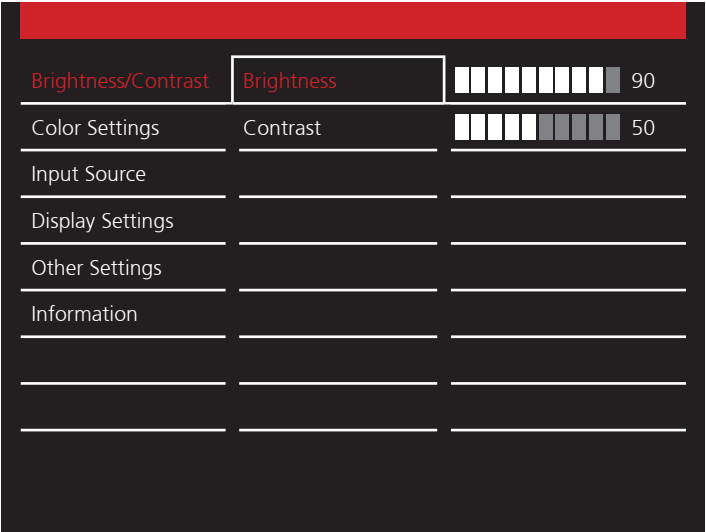 Brightness/Contrast Brightness 90
Color Settings Contrast 50
Input Source
Display Settings
Other Settings
Information